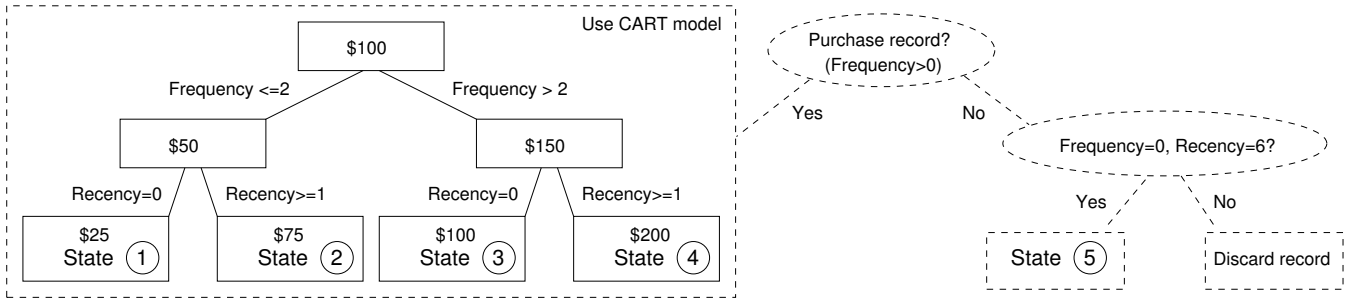 Use CART model
$100
Frequency <=2
Frequency > 2
$50
$150
Recency=0
Recency>=1
Recency=0
Recency>=1
$25
State 1
$75
State 2
$100
State 3
$200
State 4
Purchase record?
(Frequency>0)
Yes
No
Frequency=0, Recency=6?
Yes
No
State 5
Discard record